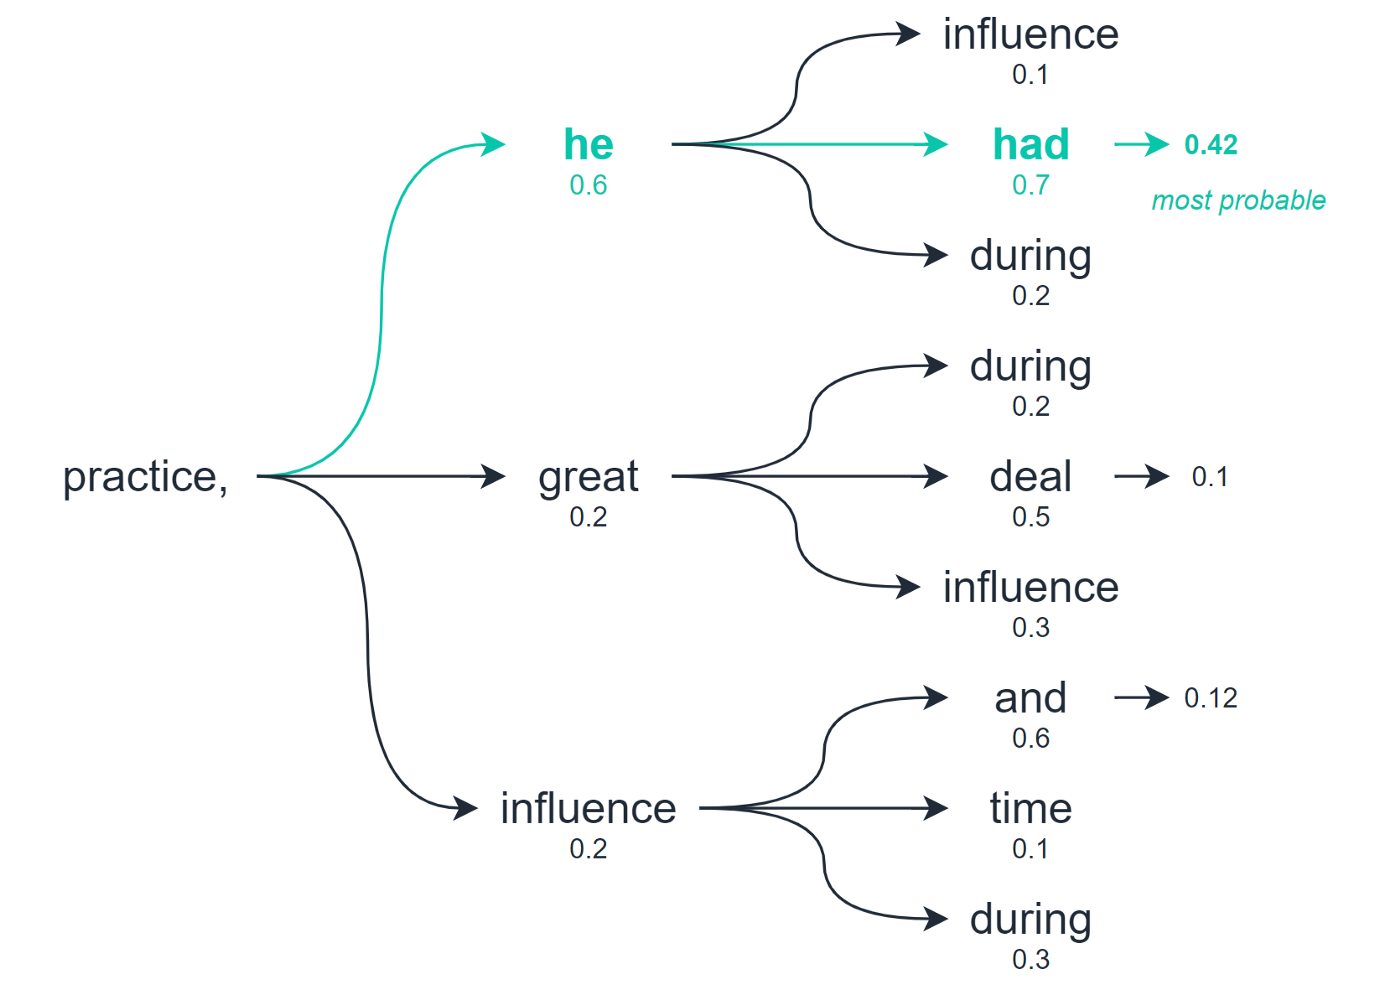 influence
0.1
he
0.6
had
0.7
0.42
most probable
during
0.2
during
0.2
practice,
great
0.2
deal
0.5
0.1
influence
0.3
and
0.6
0.12
influence
0.2
time
0.1
during
0.3